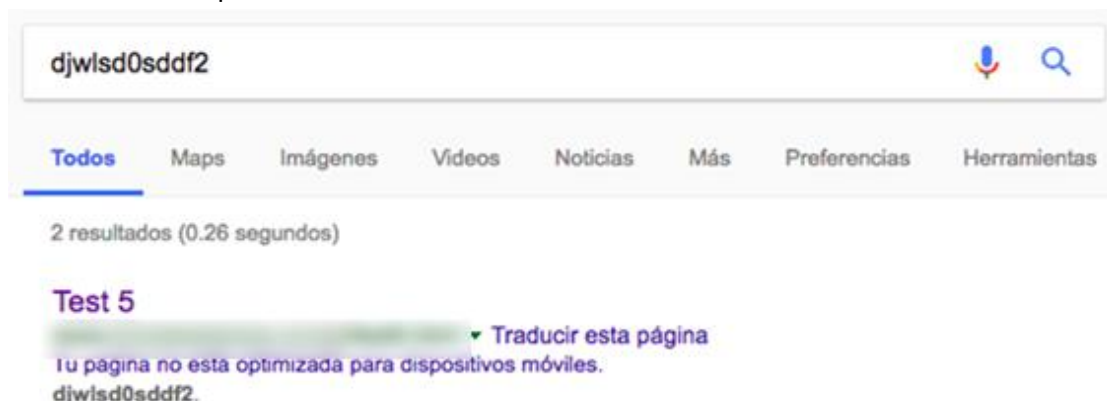 djwlsd0sddf2
Todos Maps Imágenes Videos Noticias Más Preferencias Herramientas
2 resultados (0.26 segundos)
Test 5
Traducir esta página
Tu página no está optimizada para dispositivos móviles.
djwlsd0sddf2.